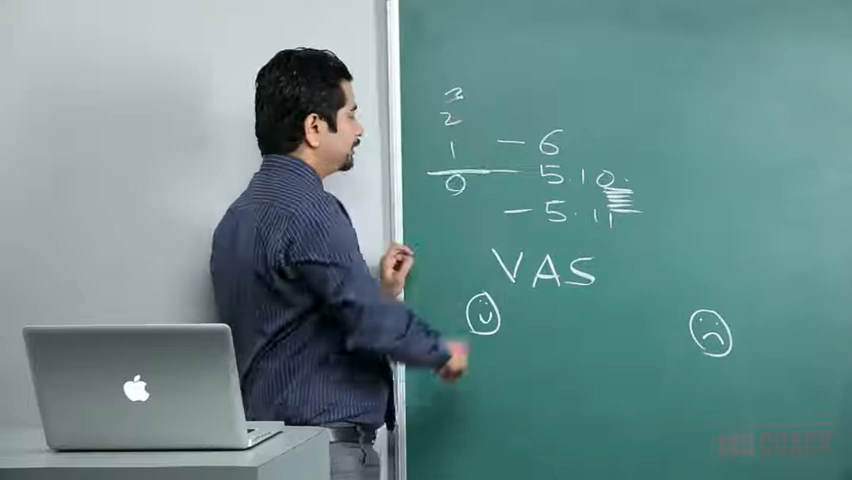 3
2
1 - 6
0 5.10.
- 5.11
VAS